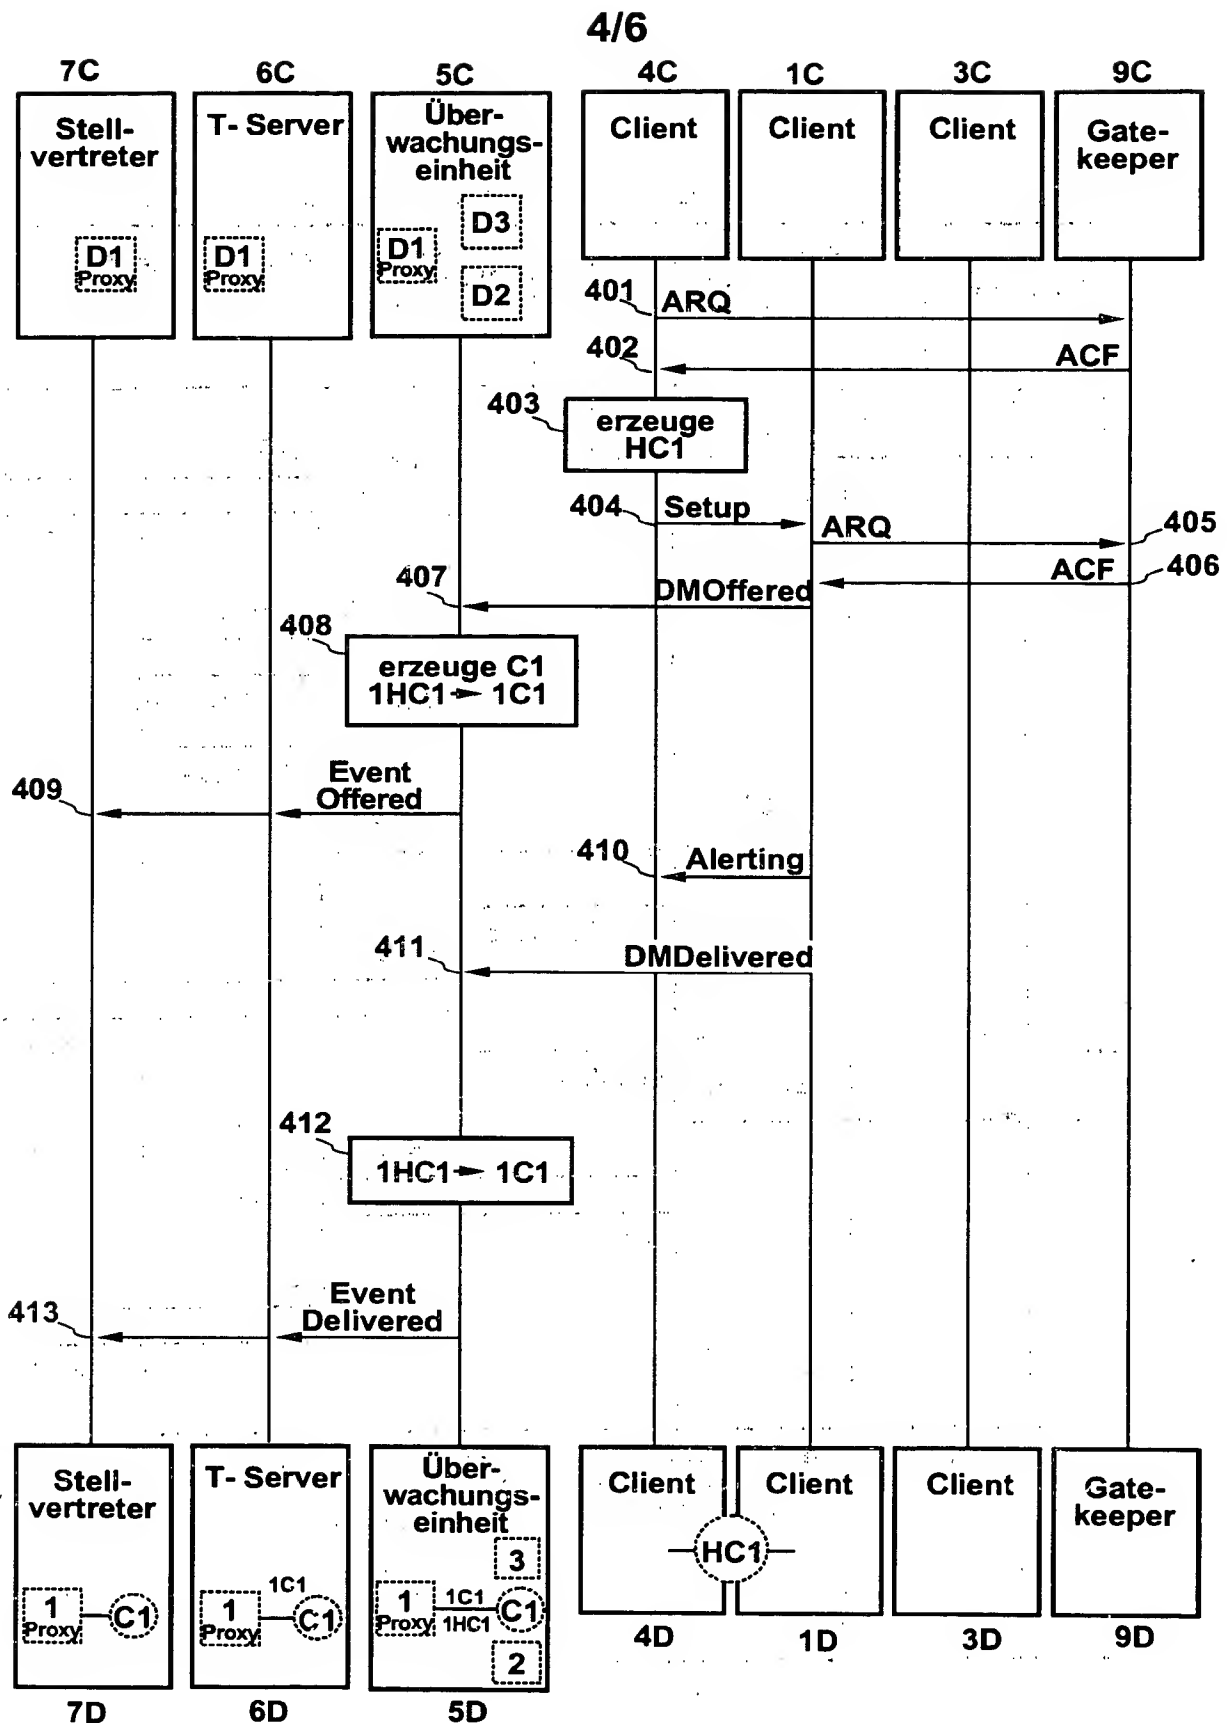 4/6
7C 6C 5C 4C 1C 3C 9C
Stell-
vertreter
D1
Proxy
T- Server
D1
Proxy
Über-
wachungs-
einheit
D3
D1
Proxy
D2
Client
Client
Client
Gate-
keeper
401 ARQ
402 ACF
403 erzeuge
HC1
404 Setup
ARQ 405
ACF 406
407 DMOffered
408 erzeuge C1
1HC1 → 1C1
409 Event
Offered
410 Alerting
411 DMDelivered
412 1HC1 → 1C1
413 Event
Delivered
Stell-
vertreter
1
Proxy
C1
T- Server
1C1
1
Proxy
C1
Über-
wachungs-
einheit
3
1
Proxy
1C1
1HC1
C1
2
Client
Client
HC1
Client
Gate-
keeper
4D 1D 3D 9D
7D 6D 5D